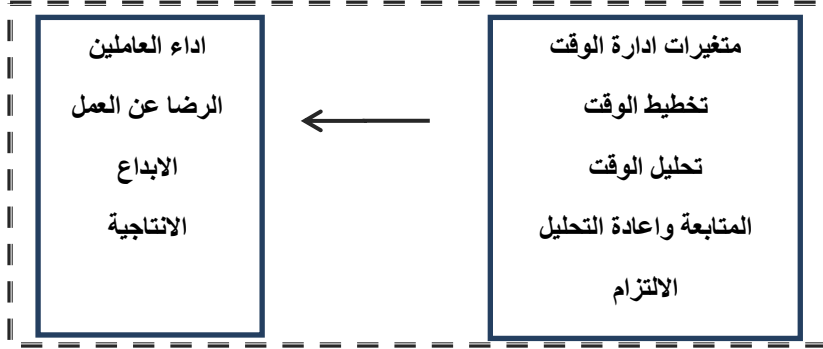 متغيرات ادارة الوقت
تخطيط الوقت
تحليل الوقت
المتابعة واعادة التحليل
الالتزام
اداء العاملين
الرضا عن العمل
الابداع
الانتاجية